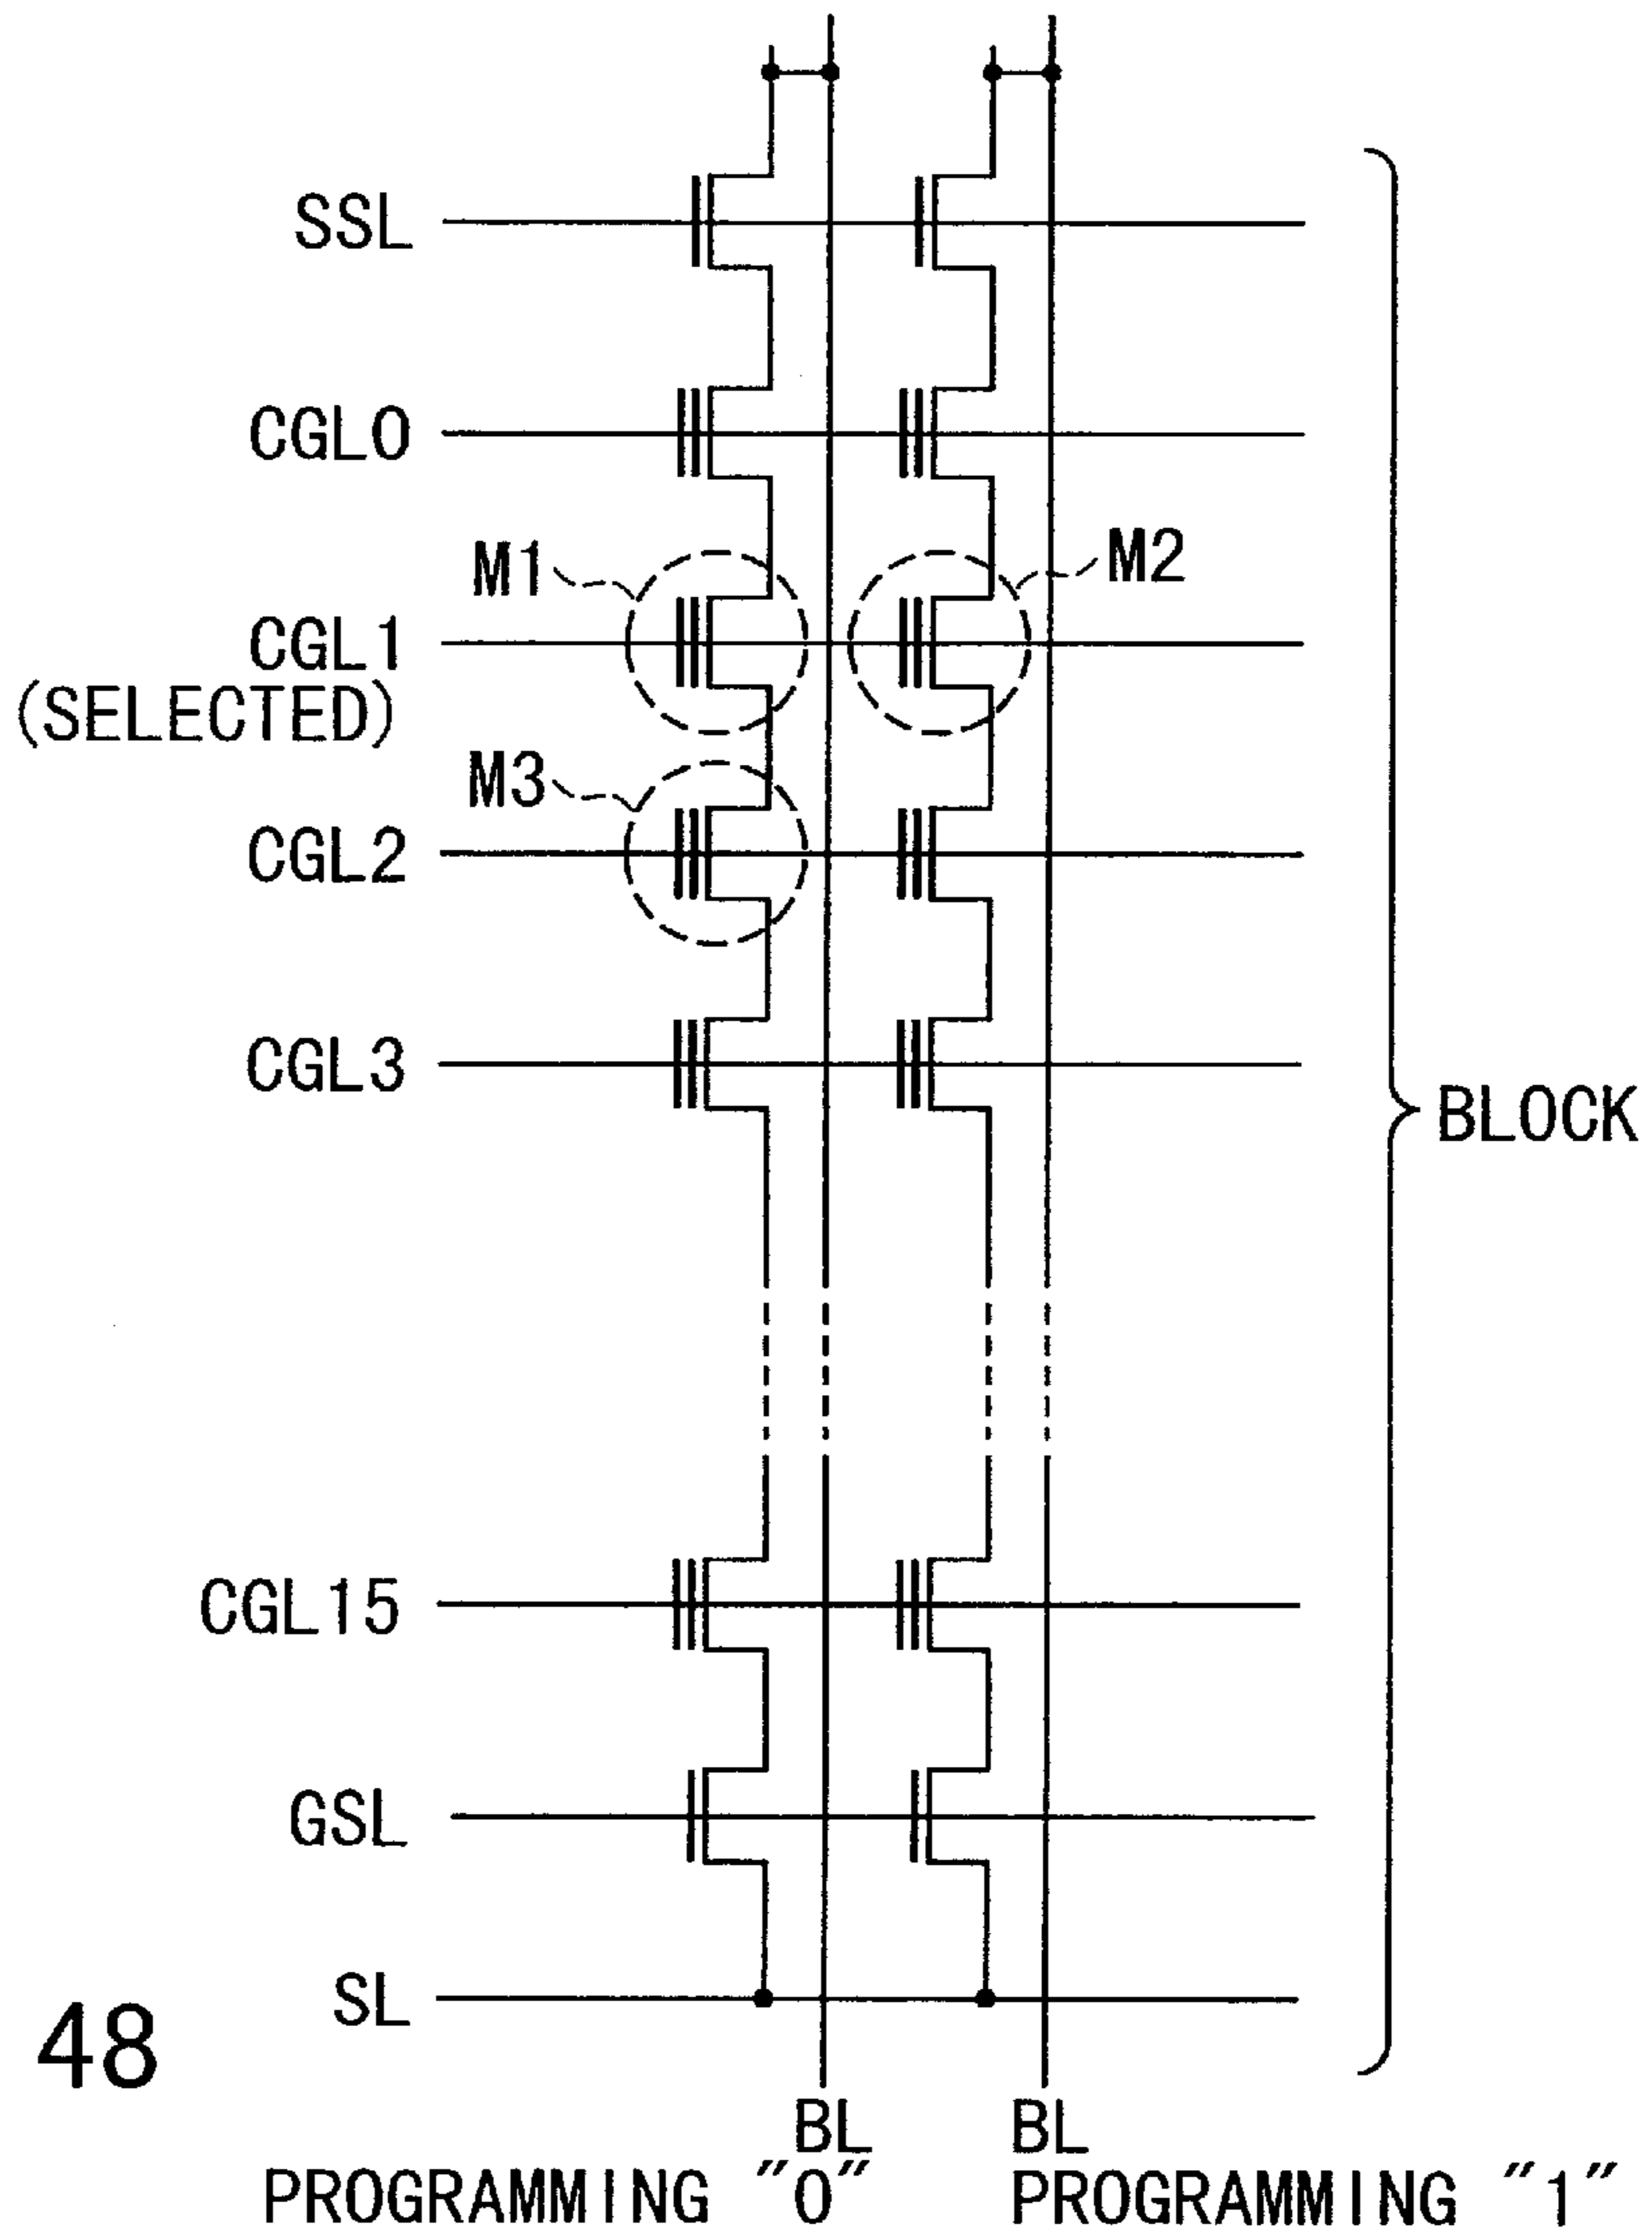 SSL
CGL0
M1
M2
CGL1
(SELECTED)
M3
CGL2
CGL3
BLOCK
CGL15
GSL
SL
48
BL
BL
PROGRAMMING "0"
PROGRAMMING "1"